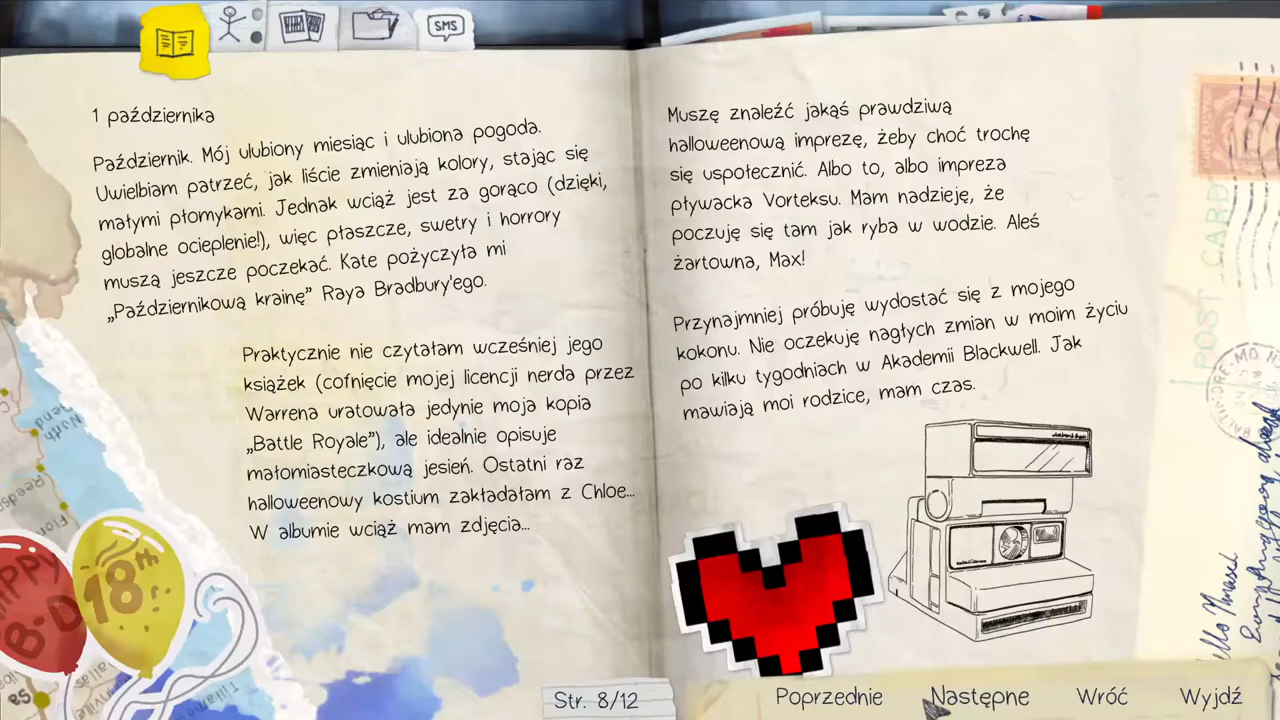 SMS
1 października
Październik. Mój ulubiony miesiąc i ulubiona pogoda.
Uwielbiam patrzeć, jak liście zmieniają kolory, stając się
małymi płomykami. Jednak wciąż jest za gorąco (dzięki,
globalne ocieplenie!), więc płaszcze, swetry i horrory
muszą jeszcze poczekać. Kate pożyczyła mi
„Październikową krainę” Raya Bradbury'ego.
Praktycznie nie czytałam wcześniej jego
książek (cofnięcie mojej licencji nerda przez
Warrena uratowała jedynie moja kopia
„Battle Royale”), ale idealnie opisuje
małomiasteczkową jesień. Ostatni raz
halloweenowy kostium zakładałam z Chloe...
W albumie wciąż mam zdjęcia...
Muszę znaleźć jakąś prawdziwą
halloweenową imprezę, żeby choć trochę
się uspołecznić. Albo to, albo impreza
pływacka Vorteksu. Mam nadzieję, że
poczuję się tam jak ryba w wodzie. Aleś
żartowna, Max!
Przynajmniej próbuję wydostać się z mojego
kokonu. Nie oczekuję nagłych zmian w moim życiu
po kilku tygodniach w Akademii Blackwell. Jak
mawiają moi rodzice, mam czas.
North
Bend
18th
B-D
POST CARD
Str. 8/12
Poprzednie
Następne
Wróć
Wyjdź